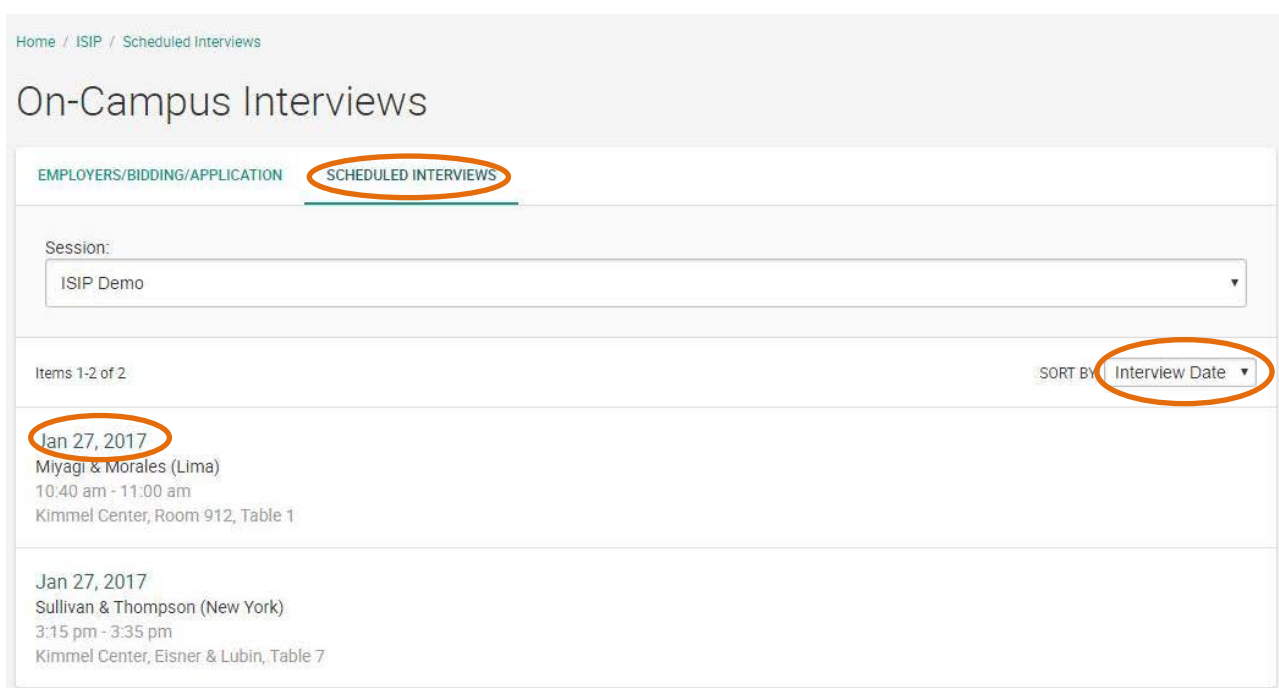 Home / ISIP / Scheduled Interviews
On-Campus Interviews
EMPLOYERS/BIDDING/APPLICATION SCHEDULED INTERVIEWS
Session:
ISIP Demo
Items 1-2 of 2 SORT BY Interview Date
Jan 27, 2017
Miyagi & Morales (Lima)
10:40 am - 11:00 am
Kimmel Center, Room 912, Table 1
Jan 27, 2017
Sullivan & Thompson (New York)
3:15 pm - 3:35 pm
Kimmel Center, Eisner & Lubin, Table 7